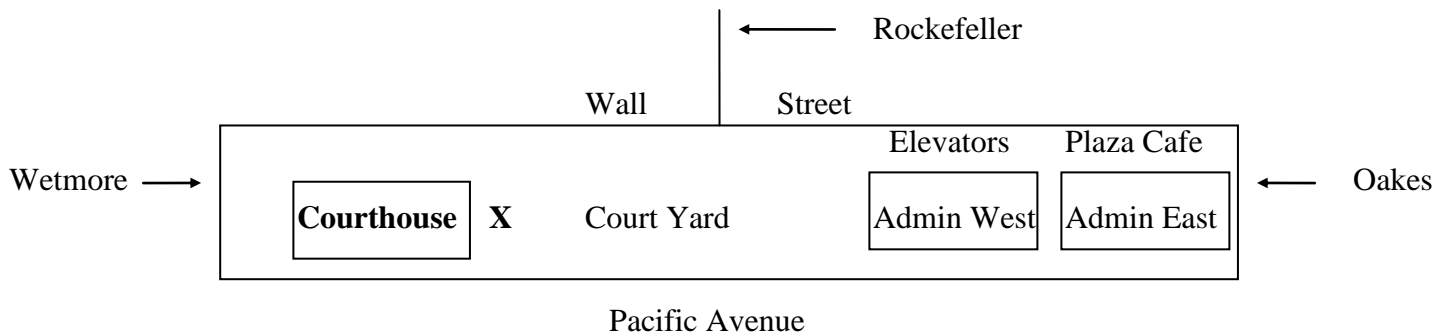 Rockefeller
Wall Street
Elevators Plaza Cafe
Wetmore Oakes
Courthouse X Court Yard Admin West Admin East
Pacific Avenue